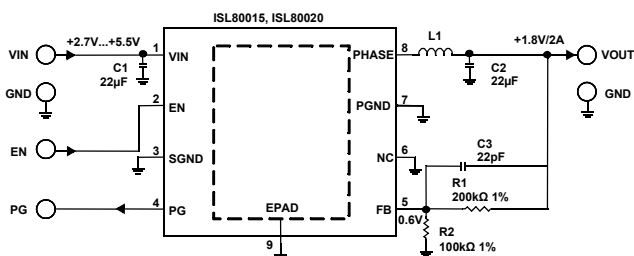 ISL80015, ISL80020
VIN
+2.7V...+5.5V
1
VIN
PHASE
8
L1
+1.8V/2A
VOUT
C1
22µF
C2
22µF
GND
GND
2
EN
PGND
7
EN
3
SGND
NC
6
C3
22pF
R1
200kΩ 1%
PG
4
PG
EPAD
FB
5
0.6V
R2
100kΩ 1%
9